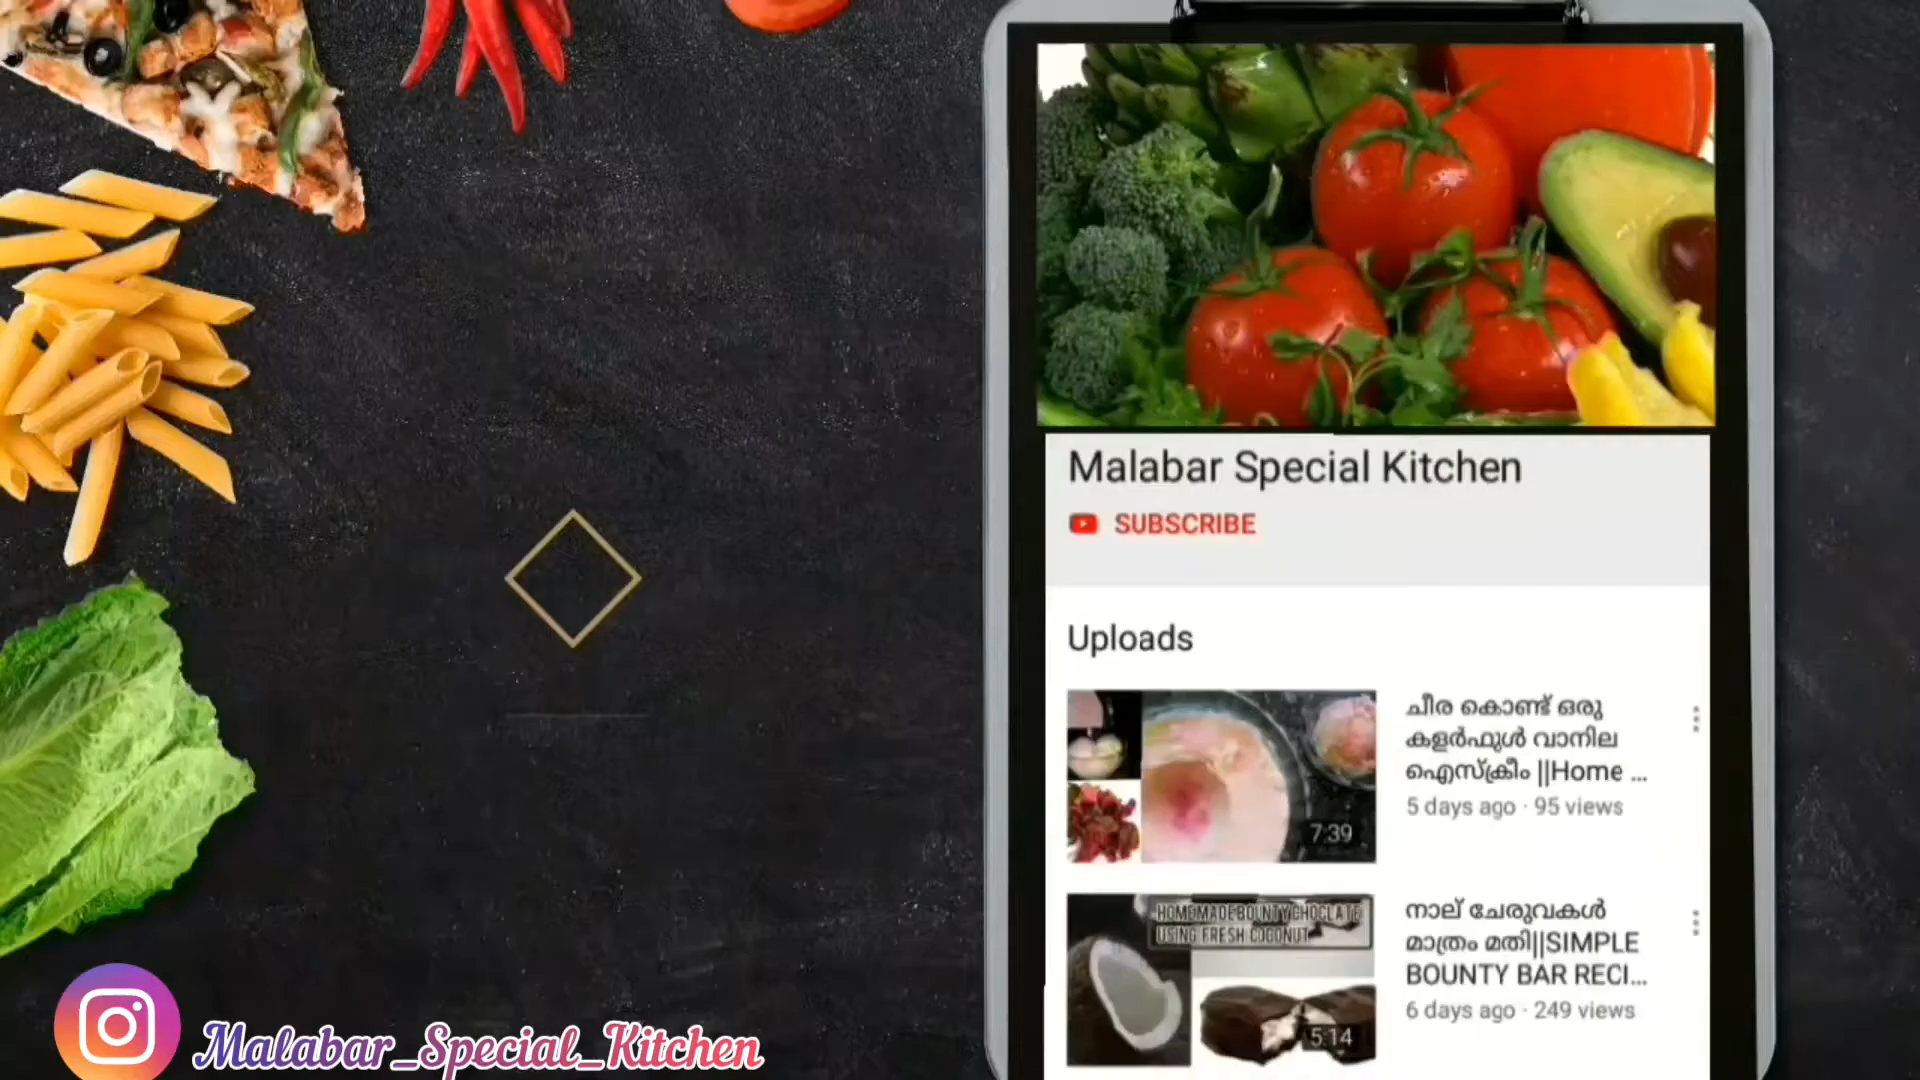 Malabar Special Kitchen
SUBSCRIBE
Uploads
ചീര കൊണ്ട് ഒരു
കളർഫുൾ വാനില
ഐസ്ക്രീം ||Home ...
5 days ago · 95 views
7:39
HOMEMADE BOUNTY CHOCLATE
USING FRESH COCONUT
നാല് ചേരുവകൾ
മാത്രം മതി||SIMPLE
BOUNTY BAR RECI...
6 days ago · 249 views
5:14
Malabar_Special_Kitchen